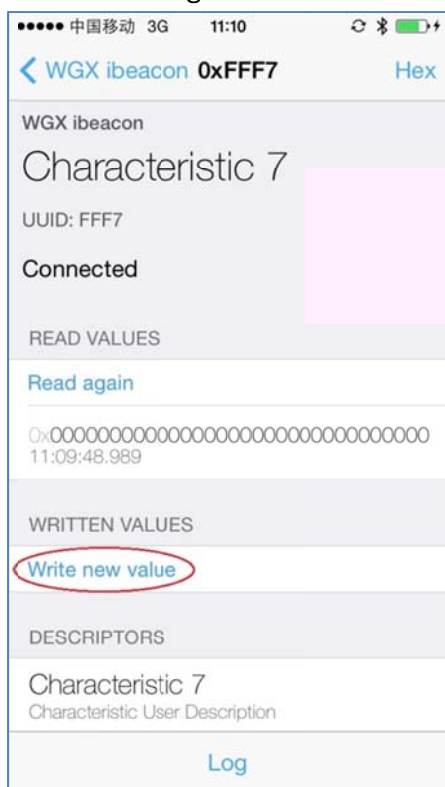 中国移动 3G 11:10
WGX ibeacon 0xFFF7 Hex
WGX ibeacon
Characteristic 7
UUID: FFF7
Connected
READ VALUES
Read again
0x00000000000000000000000000000000
11:09:48.989
WRITTEN VALUES
Write new value
DESCRIPTORS
Characteristic 7
Characteristic User Description
Log